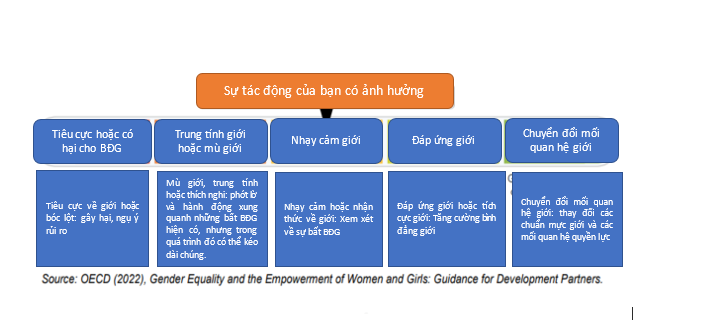 Sự tác động của bạn có ảnh hưởng
Tiêu cực hoặc có
hại cho BĐG
Trung tính giới
hoặc mù giới
Nhạy cảm giới
Đáp ứng giới
Chuyển đổi mối
quan hệ giới
Tiêu cực về giới hoặc
bóc lột: gây hại, ngụ ý
rủi ro
Mù giới, trung tính
hoặc thích nghi: phớt lờ
và hành động xung
quanh những bất BĐG
hiện có, nhưng trong
quá trình đó có thể kéo
dài chúng.
Nhạy cảm hoặc nhận
thức về giới: Xem xét
về sự bất BĐG
Đáp ứng giới hoặc tích
cực giới: Tăng cường bình
đẳng giới
Chuyển đổi mối quan
hệ giới: thay đổi các
chuẩn mực giới và các
mối quan hệ quyền lực
Source: OECD (2022), Gender Equality and the Empowerment of Women and Girls: Guidance for Development Partners.